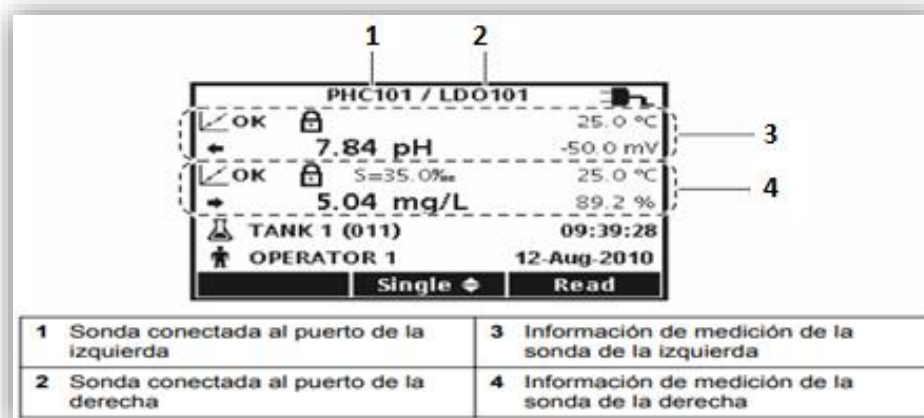 1 2
PHC101 / LDO101
OK 25.0 °C
7.84 pH -50.0 mV
3
OK S=35.0‰ 25.0 °C
5.04 mg/L 89.2 %
4
TANK 1 (011) 09:39:28
OPERATOR 1 12-Aug-2010
Single Read
1 Sonda conectada al puerto de la izquierda
3 Información de medición de la sonda de la izquierda
2 Sonda conectada al puerto de la derecha
4 Información de medición de la sonda de la derecha